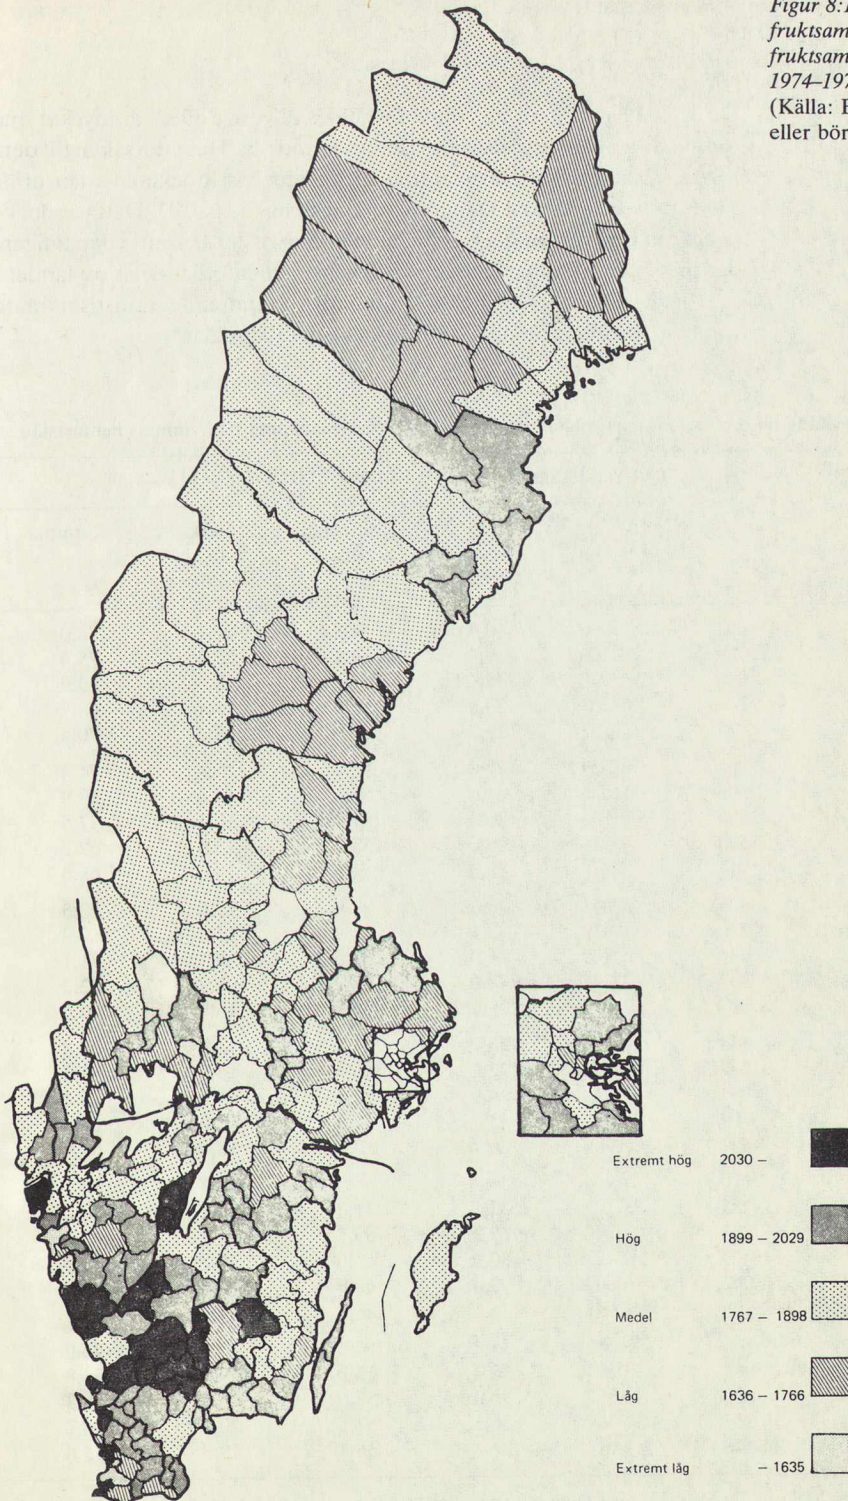 Figur 8:1
fruktsam
fruktsam
1974–197
(Källa: B
eller bör
Extremt hög 2030 –
Hög 1899 – 2029
Medel 1767 – 1898
Låg 1636 – 1766
Extremt låg – 1635